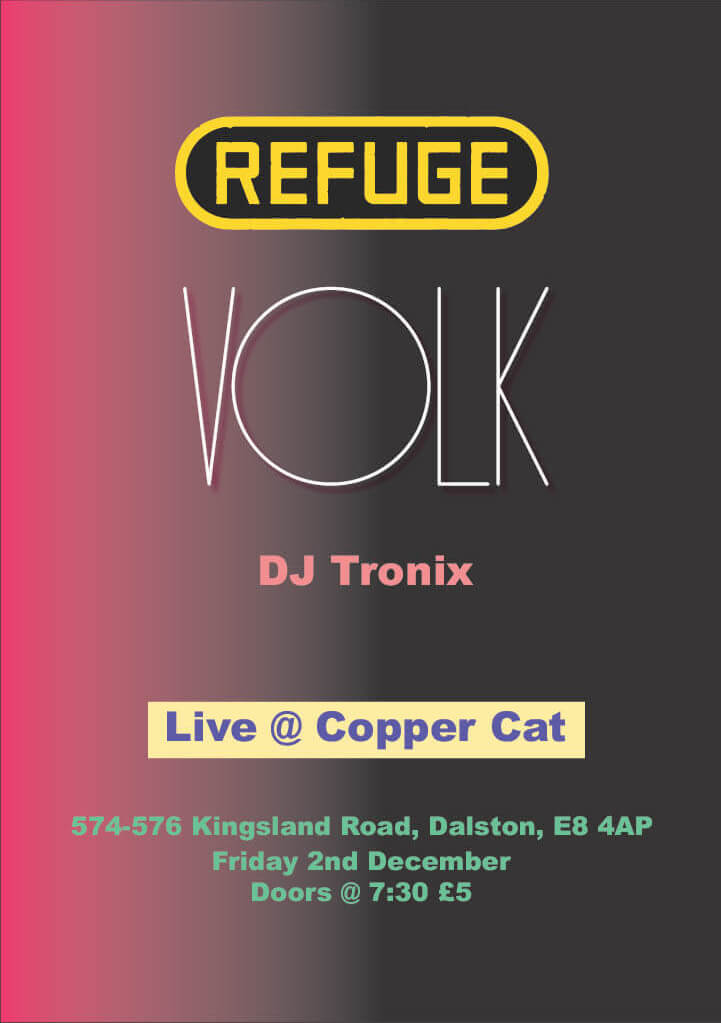 REFUGE
VOLK
DJ Tronix
Live @ Copper Cat
574-576 Kingsland Road, Dalston, E8 4AP
Friday 2nd December
Doors @ 7:30 £5